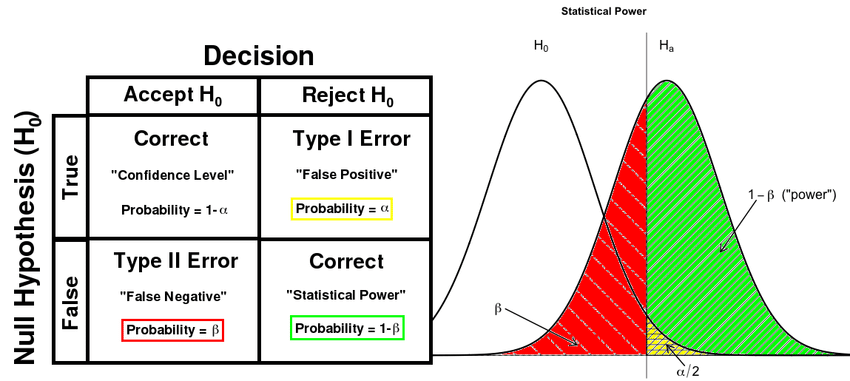 Decision
Accept H₀
Reject H₀
Null Hypothesis (H₀)
True
Correct
"Confidence Level"
Probability = 1-α
Type I Error
"False Positive"
Probability = α
False
Type II Error
"False Negative"
Probability = β
Correct
"Statistical Power"
Probability = 1-β
Statistical Power
H₀
Hₐ
1 − β ("power")
β
α/2